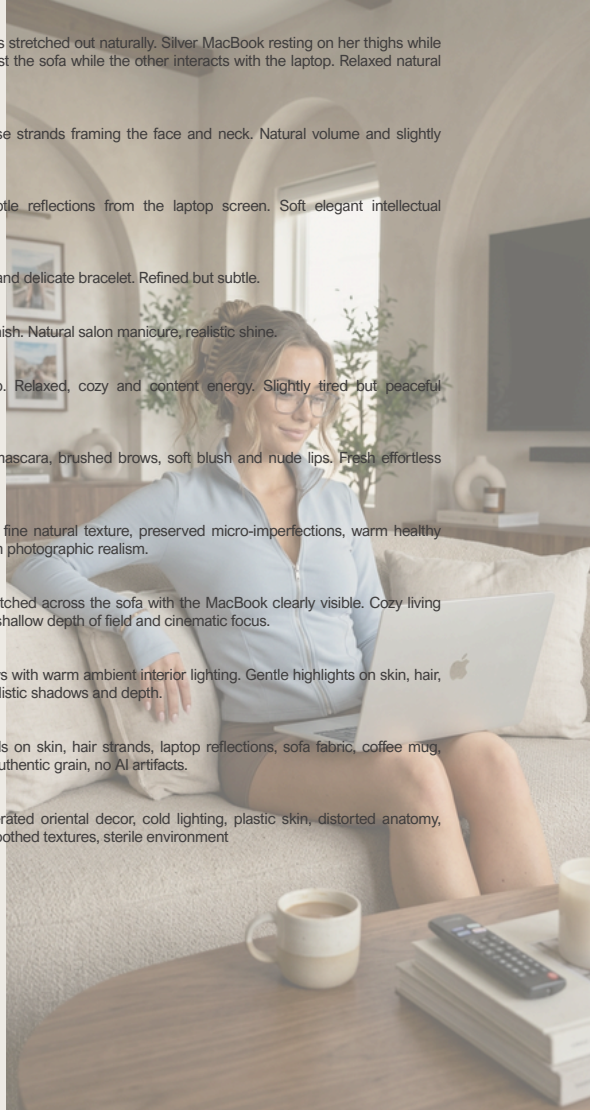 s stretched out naturally. Silver MacBook resting on her thighs while
st the sofa while the other interacts with the laptop. Relaxed natural
se strands framing the face and neck. Natural volume and slightly
tle reflections from the laptop screen. Soft elegant intellectual
and delicate bracelet. Refined but subtle.
ish. Natural salon manicure, realistic shine.
o. Relaxed, cozy and content energy. Slightly tired but peaceful
mascara, brushed brows, soft blush and nude lips. Fresh effortless
fine natural texture, preserved micro-imperfections, warm healthy
n photographic realism.
tched across the sofa with the MacBook clearly visible. Cozy living
shallow depth of field and cinematic focus.
s with warm ambient interior lighting. Gentle highlights on skin, hair,
listic shadows and depth.
ls on skin, hair strands, laptop reflections, sofa fabric, coffee mug,
uthentic grain, no AI artifacts.
rated oriental decor, cold lighting, plastic skin, distorted anatomy,
oothed textures, sterile environment